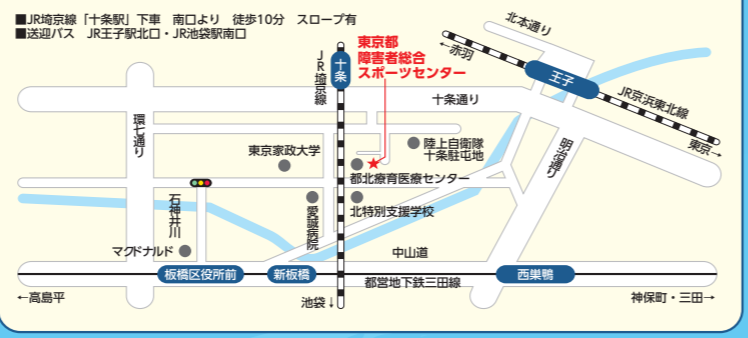 ■JR埼京線「十条駅」下車 南口より 徒歩10分 スロープ有
■送迎バス JR王子駅北口・JR池袋駅南口
北本通り
←赤羽
東京都
障害者総合
スポーツセンター
十条
JR埼京線
王子
JR京浜東北線
東京→
十条通り
環七通り
明治通り
陸上自衛隊
十条駐屯地
東京家政大学
都北療育医療センター
石神井川
愛誠病院
北特別支援学校
マクドナルド
中山道
板橋区役所前
新板橋
都営地下鉄三田線
西巣鴨
←高島平
池袋↓
神保町・三田→